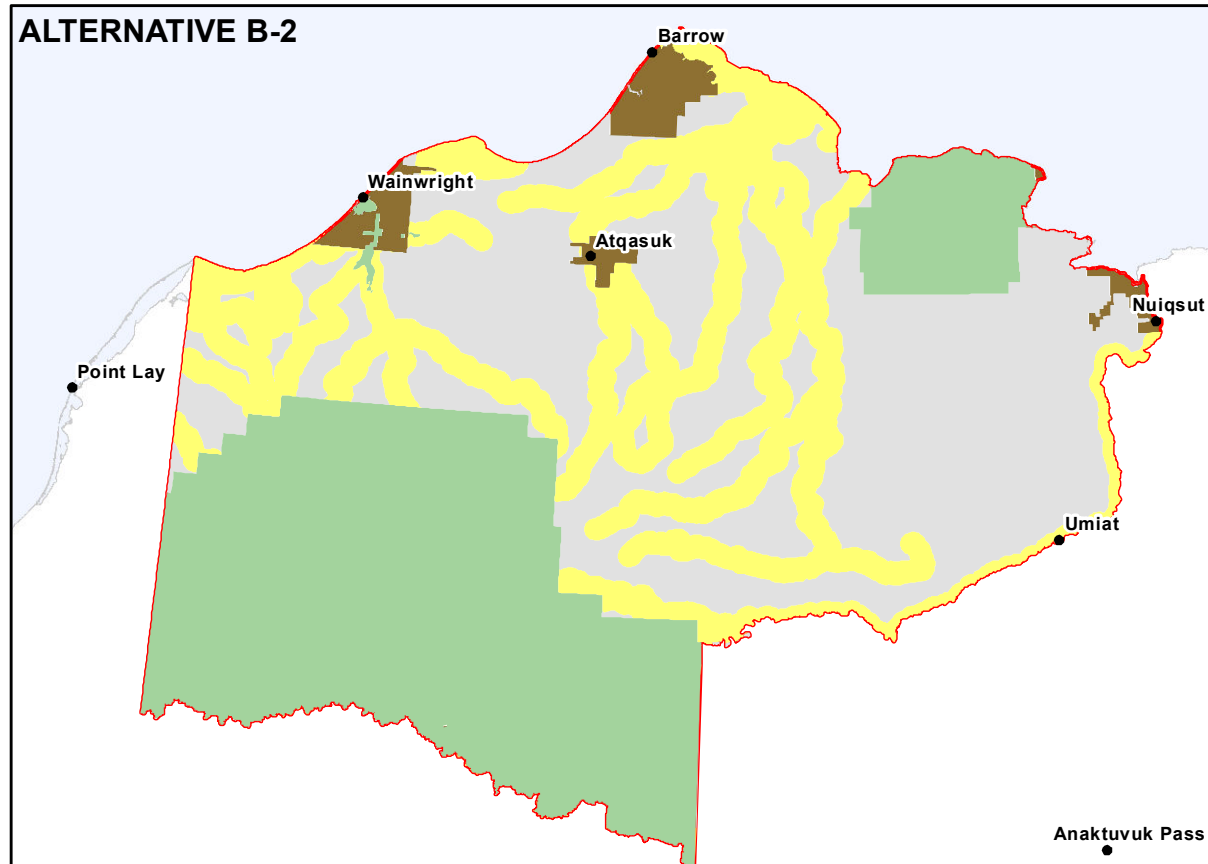 ALTERNATIVE B-2
Barrow
Wainwright
Atqasuk
Nuiqsut
Point Lay
Umiat
Anaktuvuk Pass